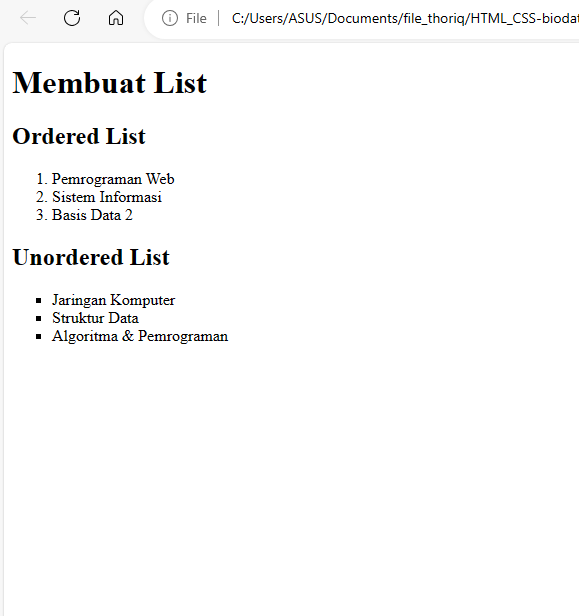 File
C:/Users/ASUS/Documents/file_thoriq/HTML_CSS-bioda
Membuat List
Ordered List
1. Pemrograman Web
2. Sistem Informasi
3. Basis Data 2
Unordered List
Jaringan Komputer
Struktur Data
Algoritma & Pemrograman